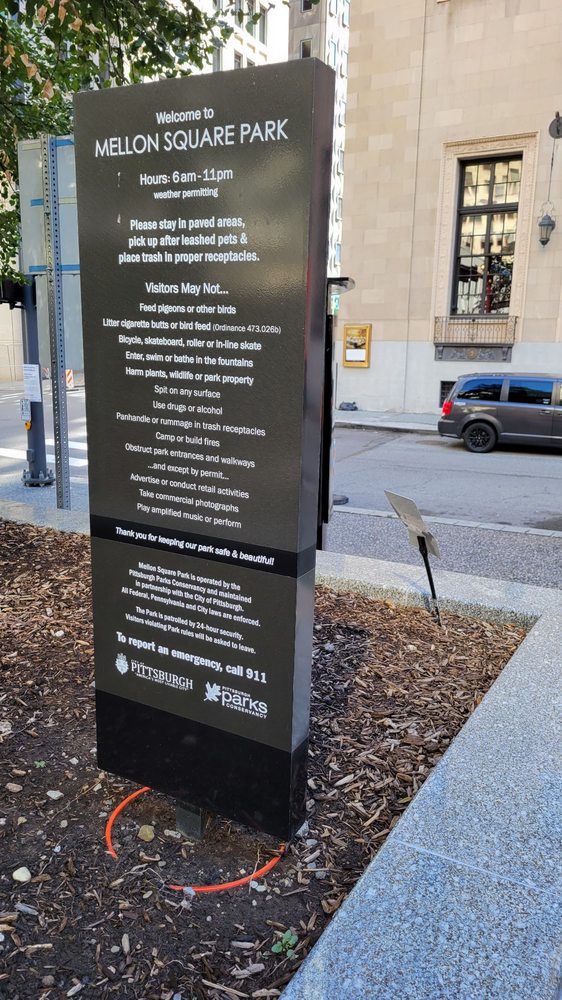 Welcome to
MELLON SQUARE PARK
Hours: 6 am - 11pm
weather permitting
Please stay in paved areas,
pick up after leashed pets &
place trash in proper receptacles.
Visitors May Not...
Feed pigeons or other birds
Litter cigarette butts or bird feed (Ordinance 473.026b)
Bicycle, skateboard, roller or in-line skate
Enter, swim or bathe in the fountains
Harm plants, wildlife or park property
Spit on any surface
Use drugs or alcohol
Panhandle or rummage in trash receptacles
Camp or build fires
Obstruct park entrances and walkways
...and except by permit...
Advertise or conduct retail activities
Take commercial photographs
Play amplified music or perform
Thank you for keeping our park safe & beautiful!
Mellon Square Park is operated by the
Pittsburgh Parks Conservancy and maintained
in partnership with the City of Pittsburgh.
All Federal, Pennsylvania and City laws are enforced.
The Park is patrolled by 24-hour security.
Visitors violating Park rules will be asked to leave.
To report an emergency, call 911
PITTSBURGH
AMERICA'S MOST LIVABLE CITY
PITTSBURGH
parks
CONSERVANCY